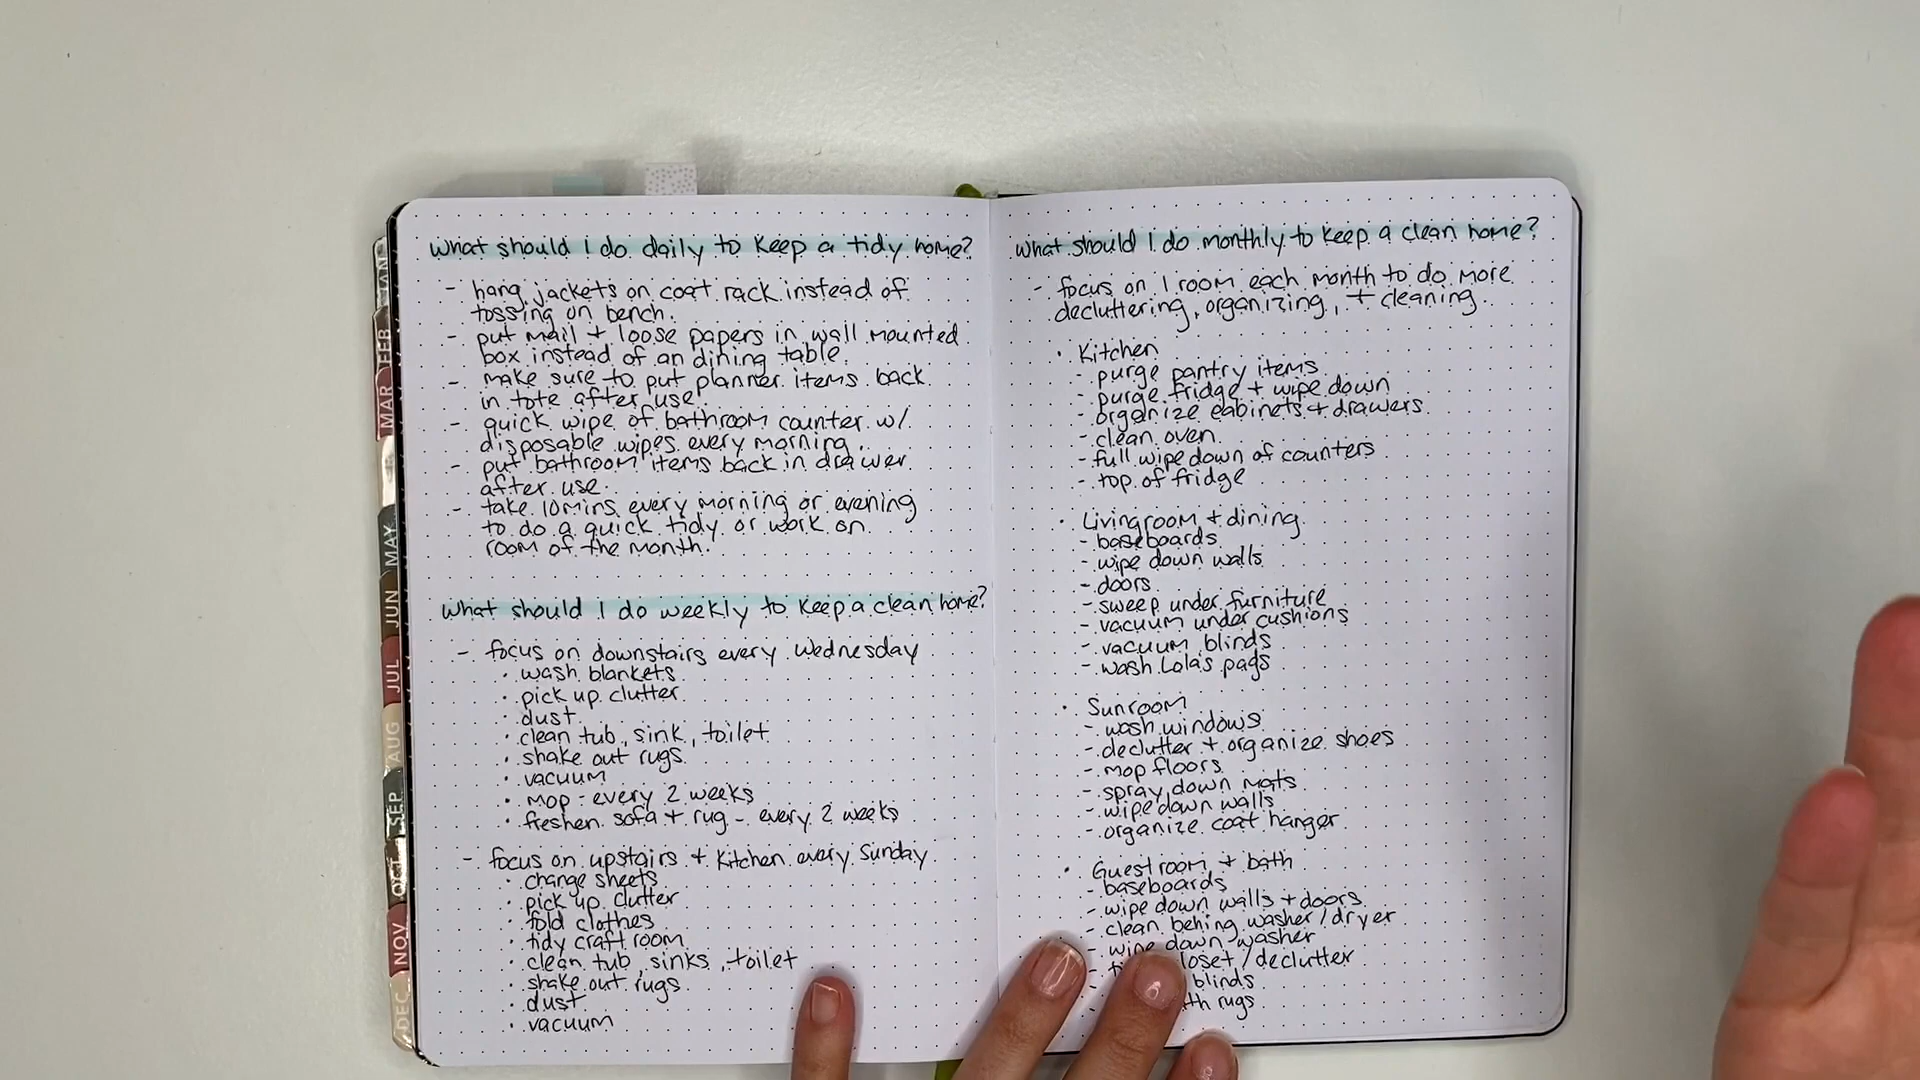 What should I do daily to keep a tidy home?
- hang jackets on coat rack instead of
tossing on bench.
- put mail + loose papers in wall mounted
box instead of an dining table.
- make sure to put planner items back
in tote after use!
- quick wipe of bathroom counter w/
disposable wipes every morning.
- put bathroom items back in drawer
after use.
- take 10mins every morning or evening
to do a quick tidy or work on
room of the month.
What should I do weekly to keep a clean home?
- focus on downstairs every Wednesday
• wash blankets
• pick up clutter
• dust
• clean tub, sink, toilet
• shake out rugs
• vacuum
• mop - every 2 weeks
• freshen sofa + rug - every 2 weeks
- focus on upstairs + kitchen every Sunday
• change sheets
• pick up clutter
• fold clothes
• tidy craft room
• clean tub, sinks, toilet
• shake out rugs
• dust
• vacuum
What should I do monthly to keep a clean home?
- focus on 1 room each month to do more
decluttering, organizing, + cleaning.
• Kitchen
- purge pantry items
- purge fridge + wipe down
- organize cabinets + drawers
- clean oven
- full wipe down of counters
- top of fridge
• Livingroom + dining
- baseboards
- wipe down walls
- doors
- sweep under furniture
- vacuum under cushions
- vacuum blinds
- wash Lola's pads
• Sunroom
- wash windows
- declutter + organize shoes
- mop floors
- spray down mats
- wipe down walls
- organize coat hanger
• Guest room + bath
- baseboards
- wipe down walls + doors
- clean behing washer/dryer
- wipe down washer
- loset/declutter
- blinds
- th rugs
JAN
FEB
MAR
MAY
JUN
JUL
AUG
SEP
OCT
NOV
DEC